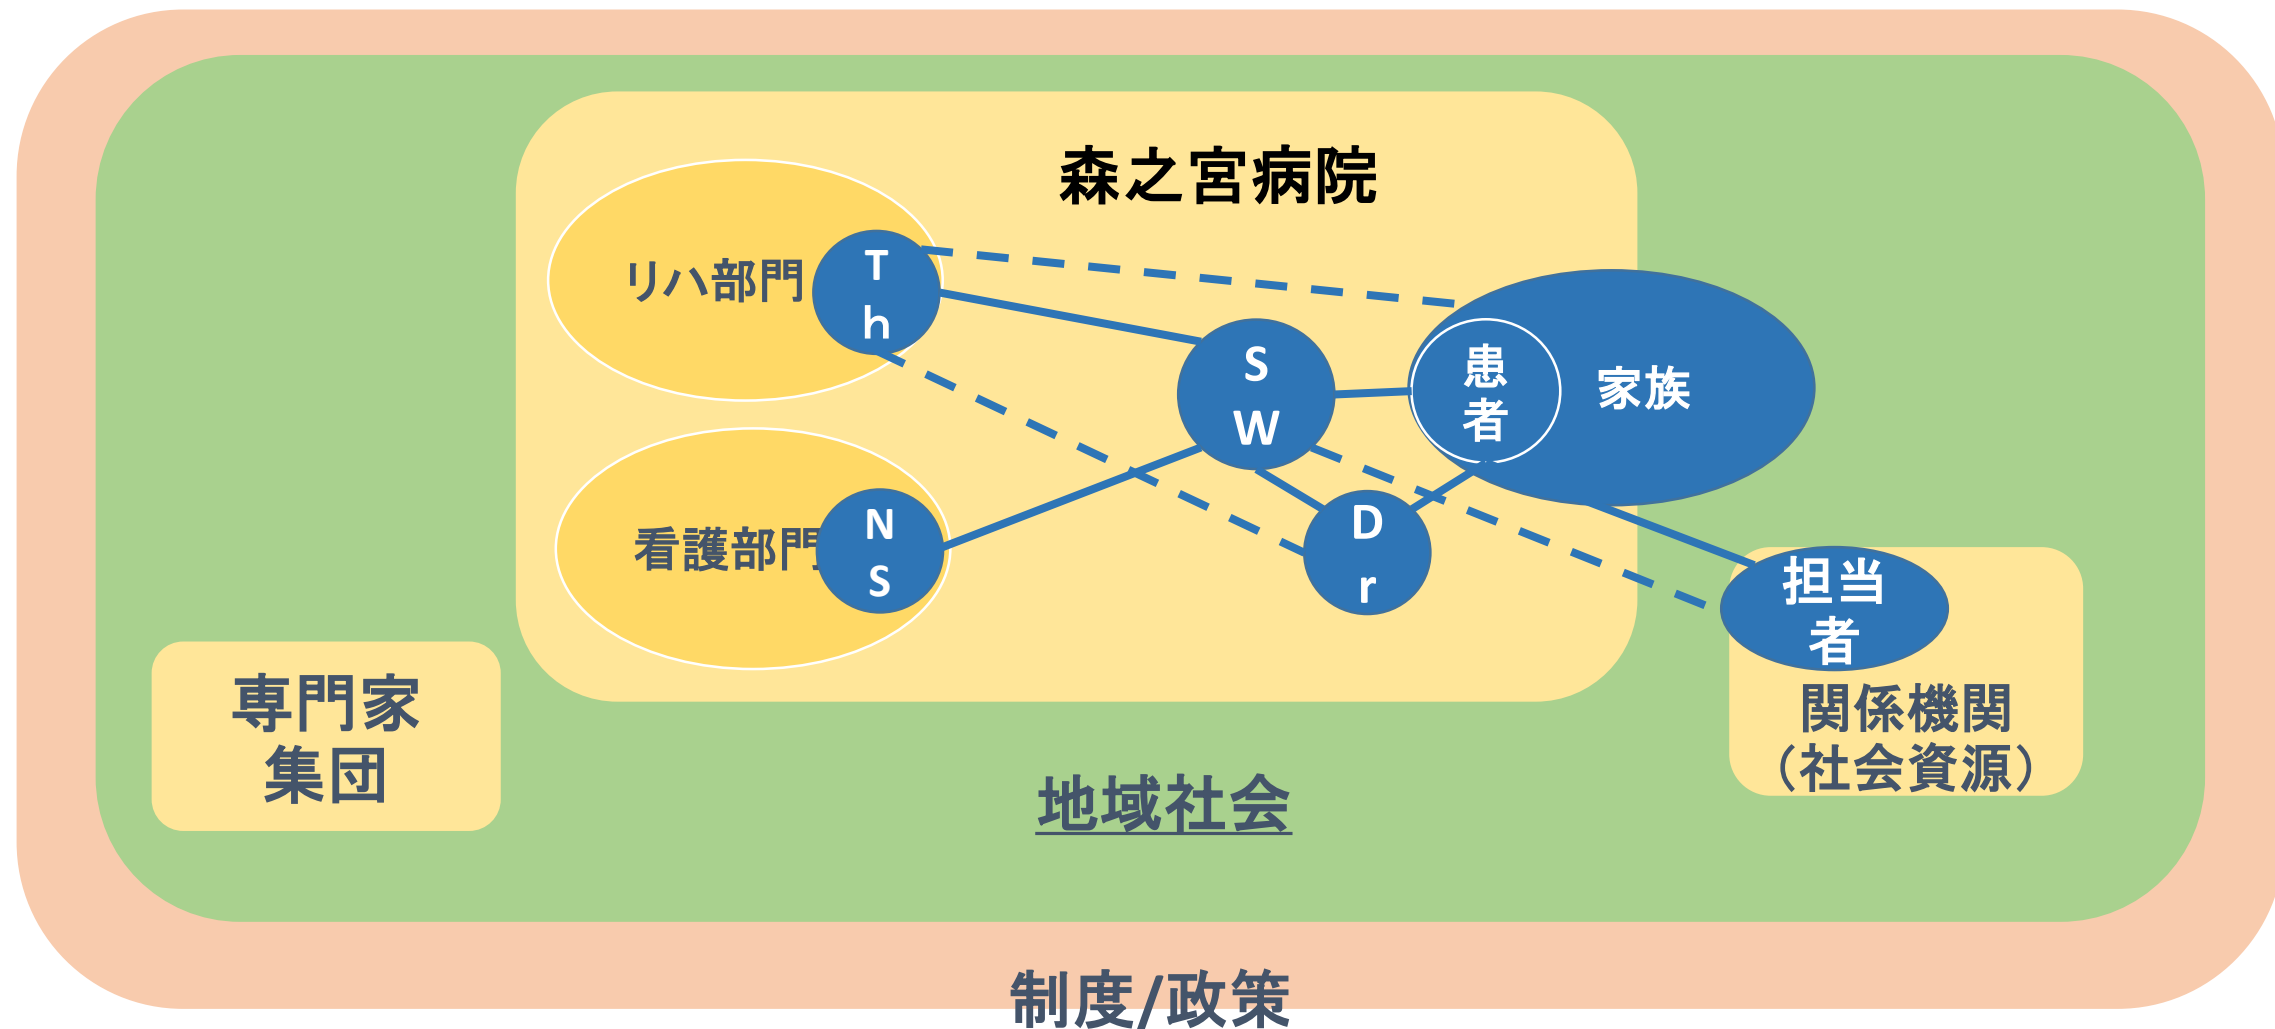 森之宮病院
リハ部門
T
h
S
W
患
者
家族
看護部門
N
S
D
r
担当
者
関係機関
（社会資源）
専門家
集団
地域社会
制度/政策